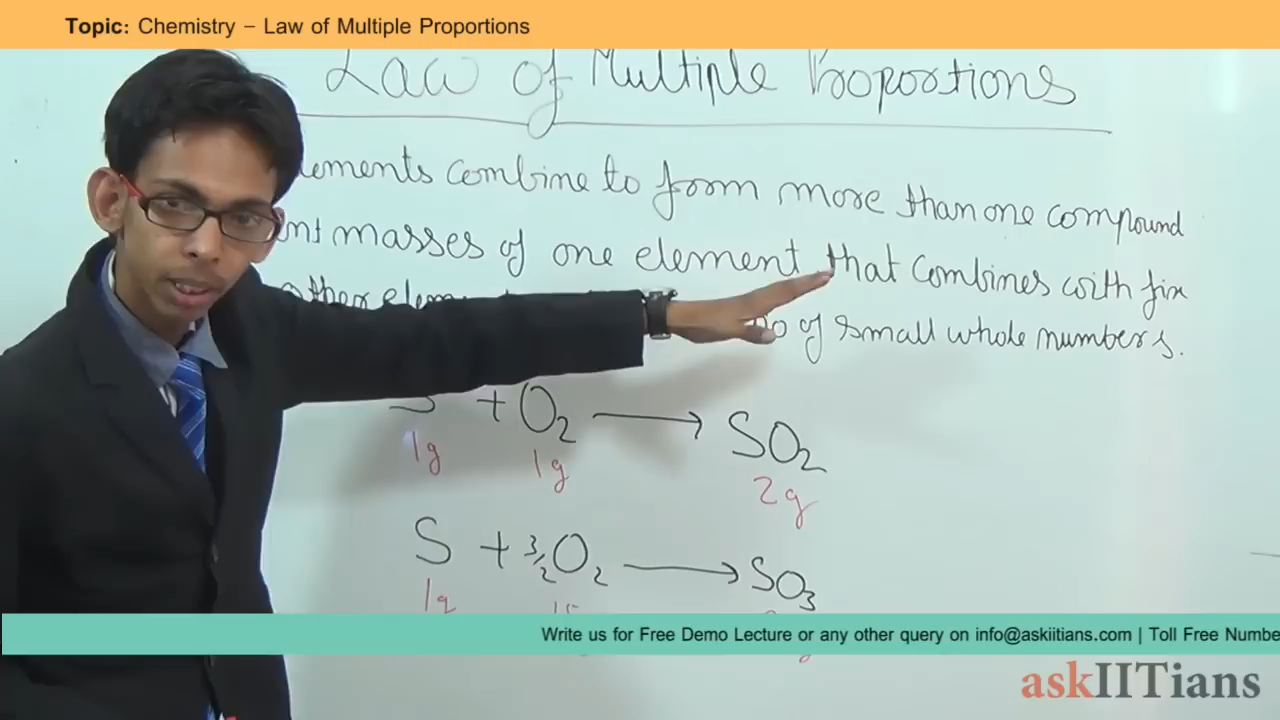 Topic: Chemistry – Law of Multiple Proportions
Law of Multiple Proportions
combine to form more than one compound
masses of one element that combines with fix
other of small whole numbers.
S + O2 → SO2
1g 1g 2g
S + 3/2 O2 → SO3
1g
Write us for Free Demo Lecture or any other query on info@askiitians.com | Toll Free
askIITians